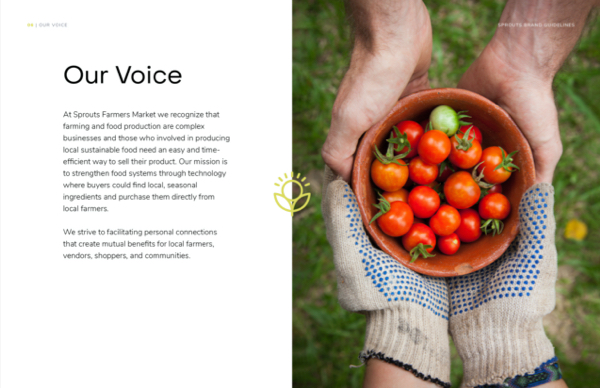 08 | OUR VOICE
SPROUTS BRAND GUIDELINES
Our Voice
At Sprouts Farmers Market we recognize that
farming and food production are complex
businesses and those who involved in producing
local sustainable food need an easy and time-
efficient way to sell their product. Our mission is
to strengthen food systems through technology
where buyers could find local, seasonal
ingredients and purchase them directly from
local farmers.
We strive to facilitating personal connections
that create mutual benefits for local farmers,
vendors, shoppers, and communities.